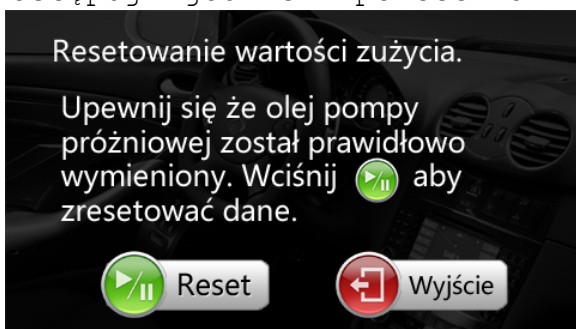 Resetowanie wartości zużycia.
Upewnij się że olej pompy
próżniowej został prawidłowo
wymieniony. Wciśnij aby
zresetować dane.
Reset
Wyjście